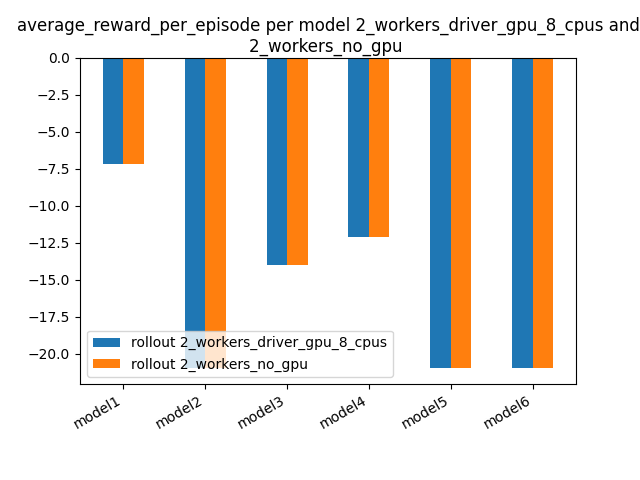 average_reward_per_episode per model 2_workers_driver_gpu_8_cpus and
2_workers_no_gpu
0.0
−2.5
−5.0
−7.5
−10.0
−12.5
−15.0
−17.5
−20.0
rollout 2_workers_driver_gpu_8_cpus
rollout 2_workers_no_gpu
model1
model2
model3
model4
model5
model6